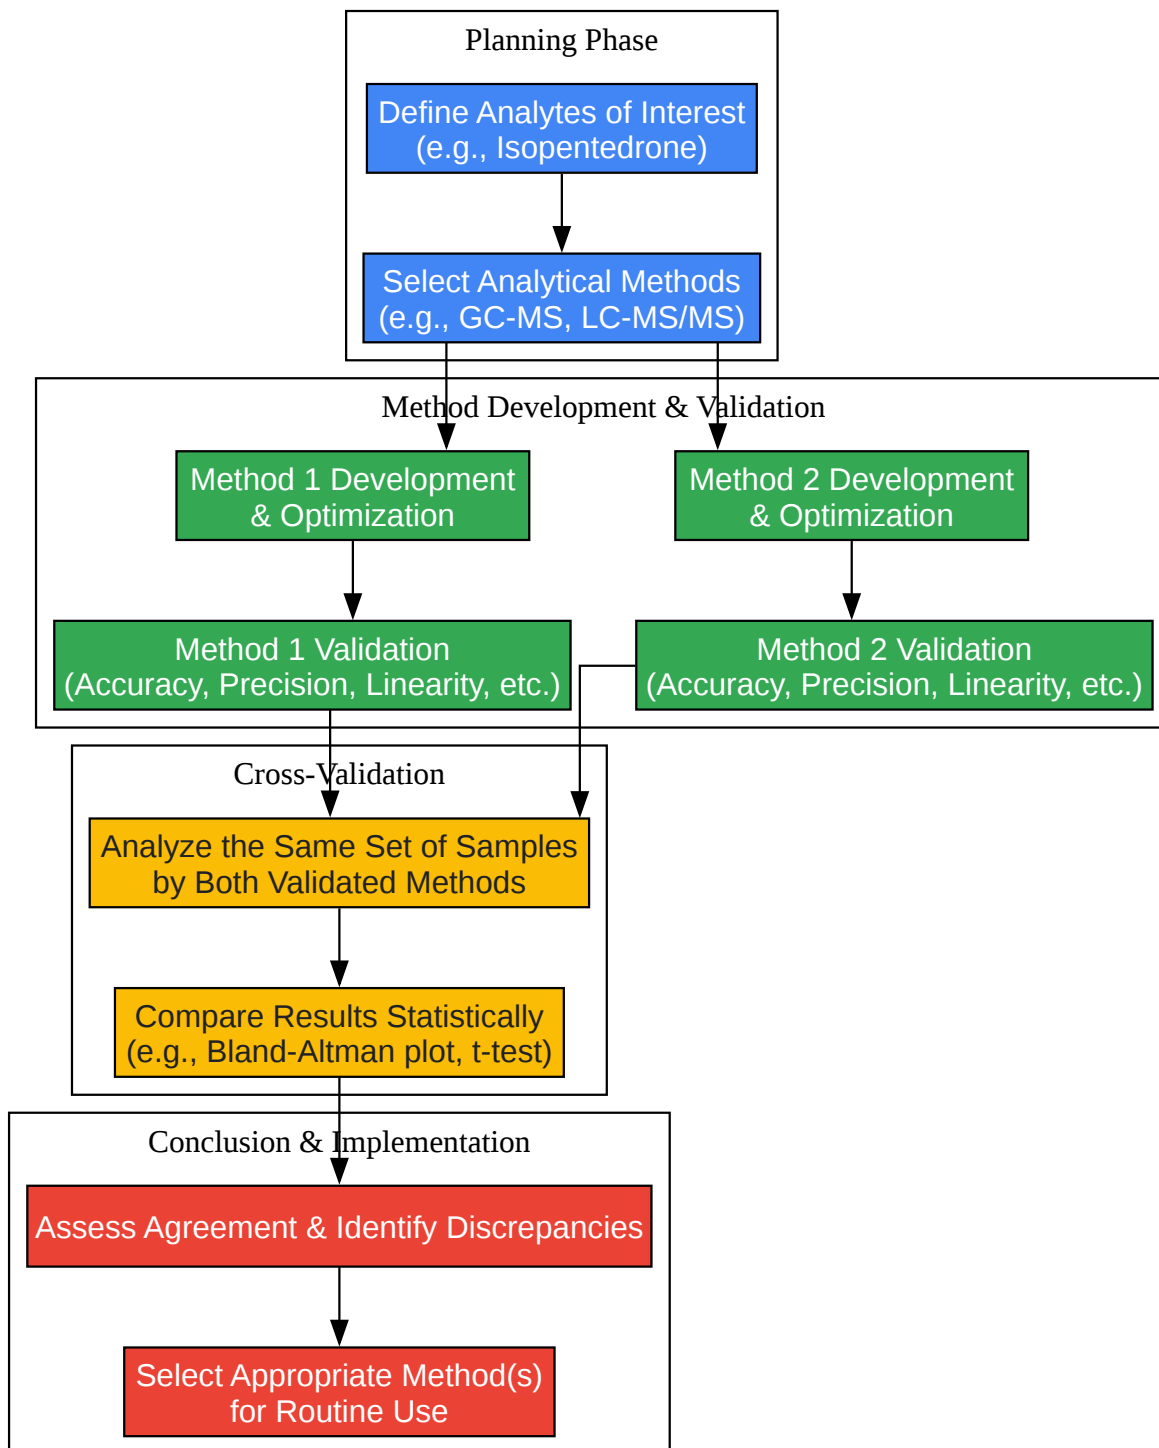 Planning Phase
Define Analytes of Interest
(e.g., Isopentedrone)
Select Analytical Methods
(e.g., GC-MS, LC-MS/MS)
Method Development & Validation
Method 1 Development
& Optimization
Method 2 Development
& Optimization
Method 1 Validation
(Accuracy, Precision, Linearity, etc.)
Method 2 Validation
(Accuracy, Precision, Linearity, etc.)
Cross-Validation
Analyze the Same Set of Samples
by Both Validated Methods
Compare Results Statistically
(e.g., Bland-Altman plot, t-test)
Conclusion & Implementation
Assess Agreement & Identify Discrepancies
Select Appropriate Method(s)
for Routine Use